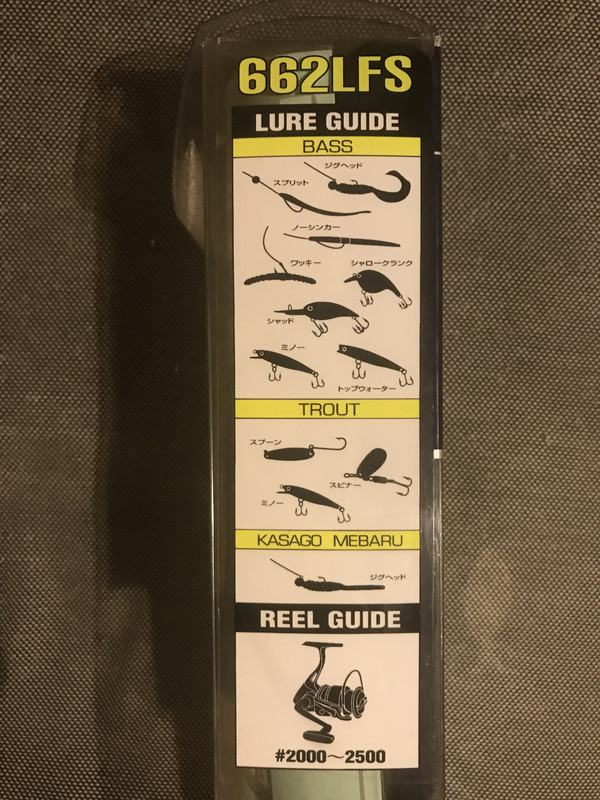 662LFS
LURE GUIDE
BASS
ジグヘッド
スプリット
ノーシンカー
ワッキー
シャロークランク
シャッド
ミノー
トップウォーター
TROUT
スプーン
スピナー
ミノー
KASAGO MEBARU
ジグヘッド
REEL GUIDE
#2000〜2500